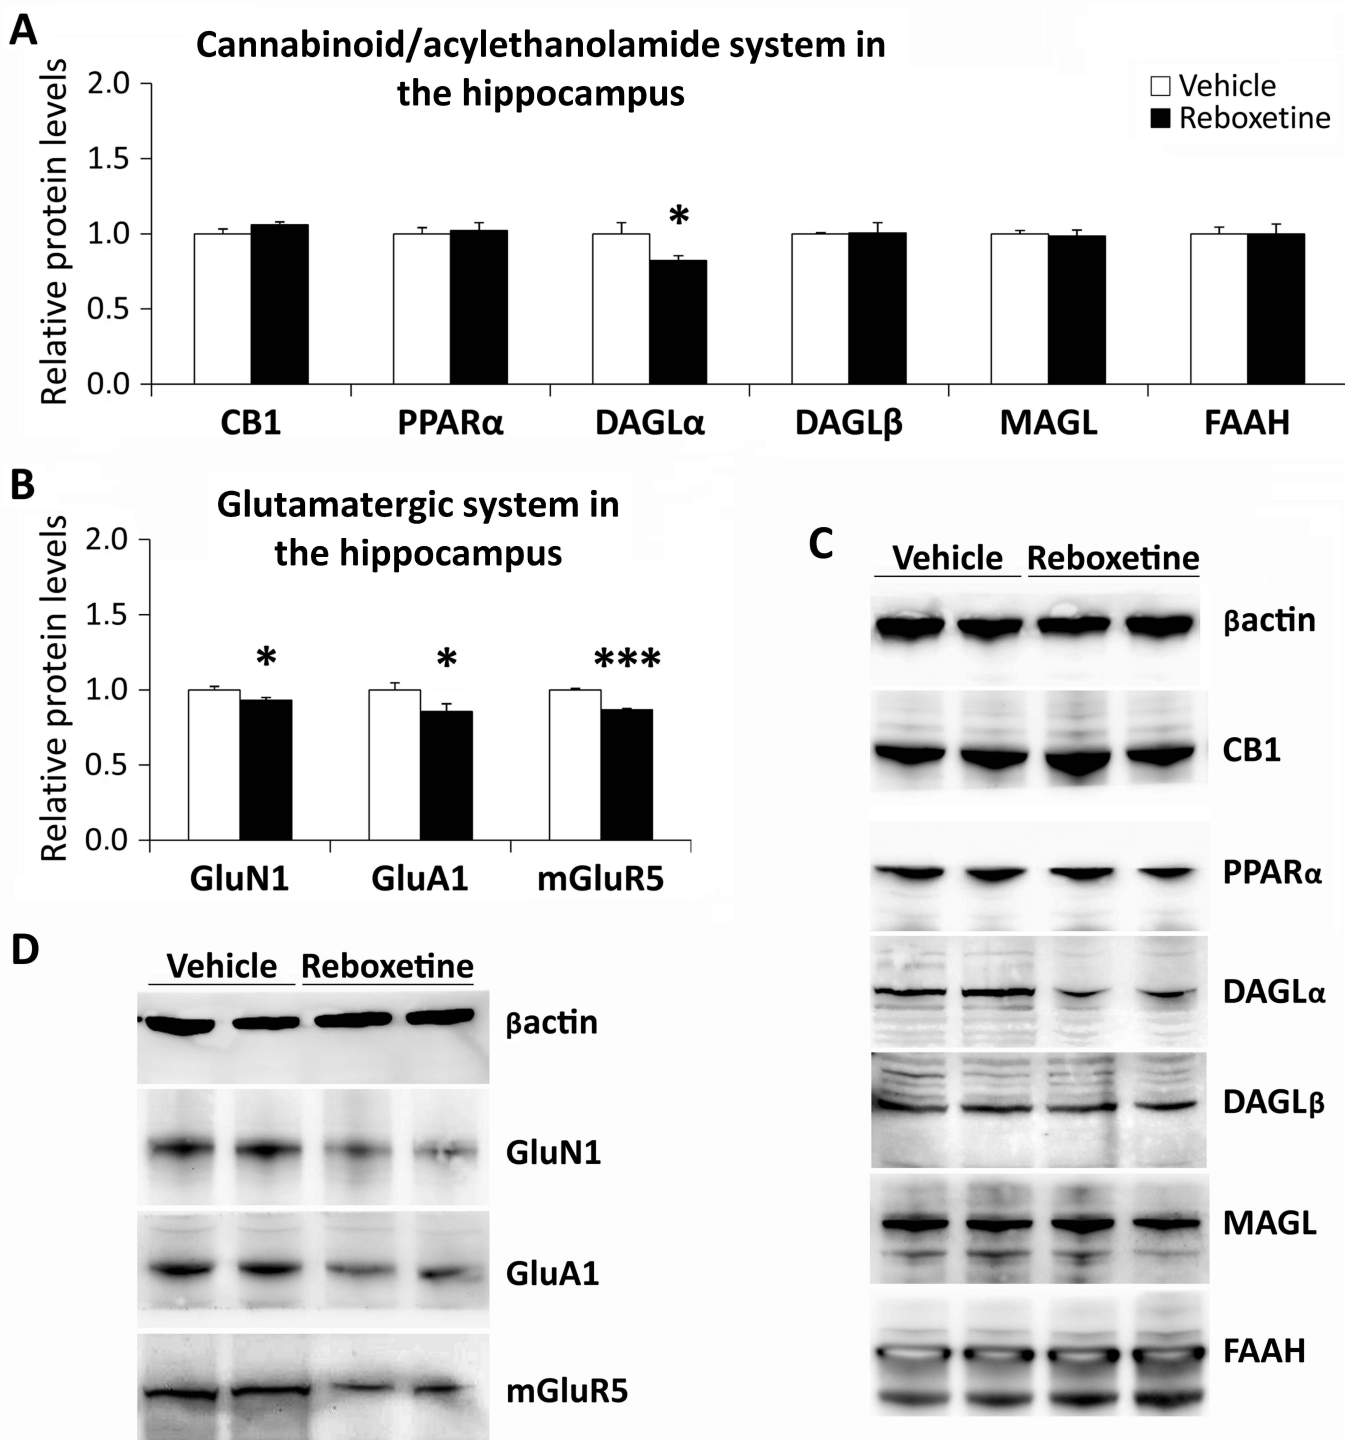 A
Cannabinoid/acylethanolamide system in
the hippocampus
Vehicle
Reboxetine
Relative protein levels
2.0
1.5
1.0
0.5
0.0
*
CB1 PPARα DAGLα DAGLβ MAGL FAAH
B
Glutamatergic system in
the hippocampus
Relative protein levels
2.0
1.5
1.0
0.5
0.0
* * ***
GluN1 GluA1 mGluR5
C
Vehicle Reboxetine
βactin
CB1
PPARα
DAGLα
DAGLβ
MAGL
FAAH
D
Vehicle Reboxetine
βactin
GluN1
GluA1
mGluR5